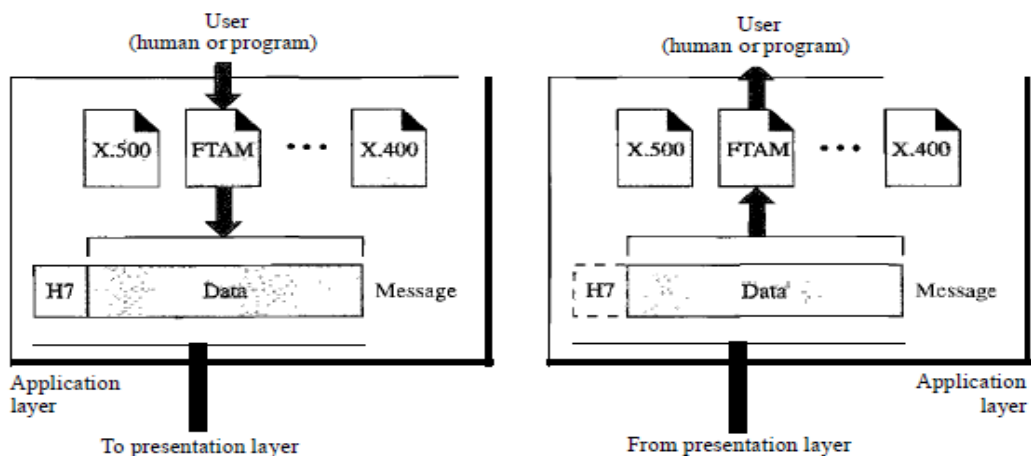 User
(human or program)
X.500
FTAM
• • •
X.400
H7
Data
Message
Application
layer
To presentation layer
User
(human or program)
X.500
FTAM
• • •
X.400
H7
Data
Message
Application
layer
From presentation layer